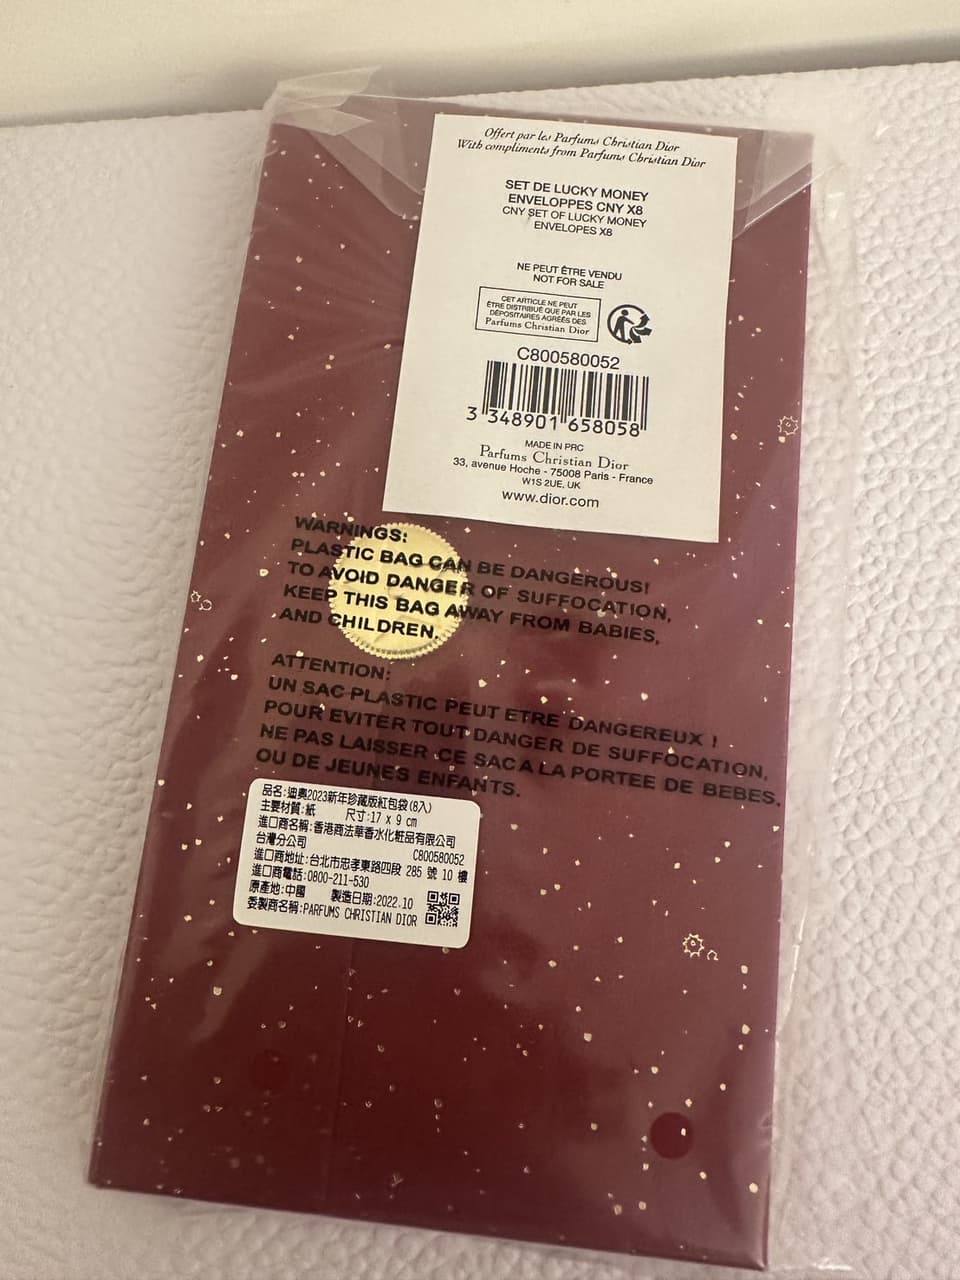 Offert par les Parfums Christian Dior
With compliments from Parfums Christian Dior
SET DE LUCKY MONEY
ENVELOPPES CNY X8
CNY SET OF LUCKY MONEY
ENVELOPES X8
NE PEUT ÊTRE VENDU
NOT FOR SALE
CET ARTICLE NE PEUT
ÊTRE DISTRIBUÉ QUE PAR LES
DÉPOSITAIRES AGRÉÉS DES
Parfums Christian Dior
C800580052
3 348901 658058
MADE IN PRC
Parfums Christian Dior
33, avenue Hoche - 75008 Paris - France
W1S 2UE, UK
www.dior.com
WARNINGS:
PLASTIC BAG CAN BE DANGEROUS!
TO AVOID DANGER OF SUFFOCATION,
KEEP THIS BAG AWAY FROM BABIES,
AND CHILDREN.
ATTENTION:
UN SAC PLASTIC PEUT ETRE DANGEREUX !
POUR EVITER TOUT DANGER DE SUFFOCATION,
NE PAS LAISSER CE SAC A LA PORTEE DE BEBES,
OU DE JEUNES ENFANTS.
品名:迪奧2023新年珍藏版紅包袋(8入)
主要材質:紙 尺寸:17 x 9 cm
進口商名稱:香港商法華香水化粧品有限公司
台灣分公司 C800580052
進口商地址:台北市忠孝東路四段 285 號 10 樓
進口商電話:0800-211-530
原產地:中國 製造日期:2022.10
委製商名稱:PARFUMS CHRISTIAN DIOR